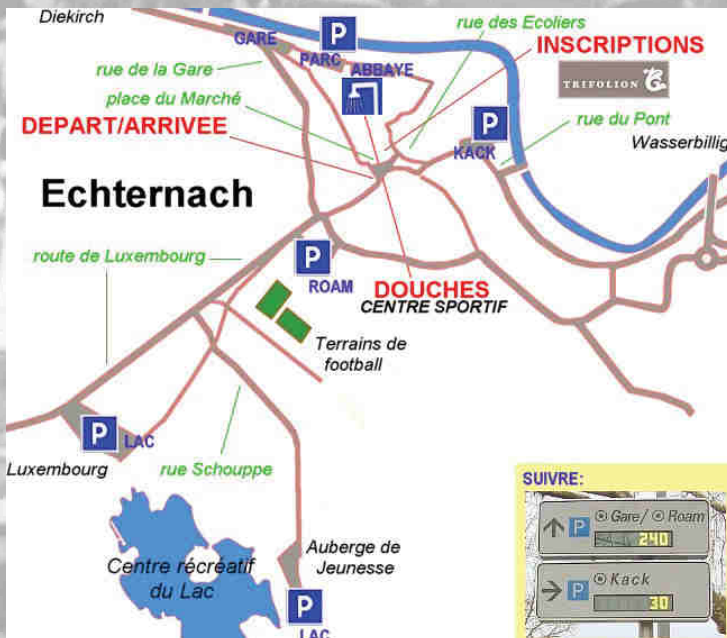 Diekirch
P
rue des Ecoliers
GARE
PARC
INSCRIPTIONS
rue de la Gare
ABBAYE
TRIFOLION
place du Marché
P
rue du Pont
DEPART/ARRIVEE
KACK
Wasserbillig
Echternach
route de Luxembourg
P
ROAM
DOUCHES
CENTRE SPORTIF
Terrains de
football
P
LAC
Luxembourg
rue Schouppe
SUIVRE:
P Gare/ Roam
240
P Kack
30
Centre récréatif
du Lac
Auberge de
Jeunesse
P
LAC